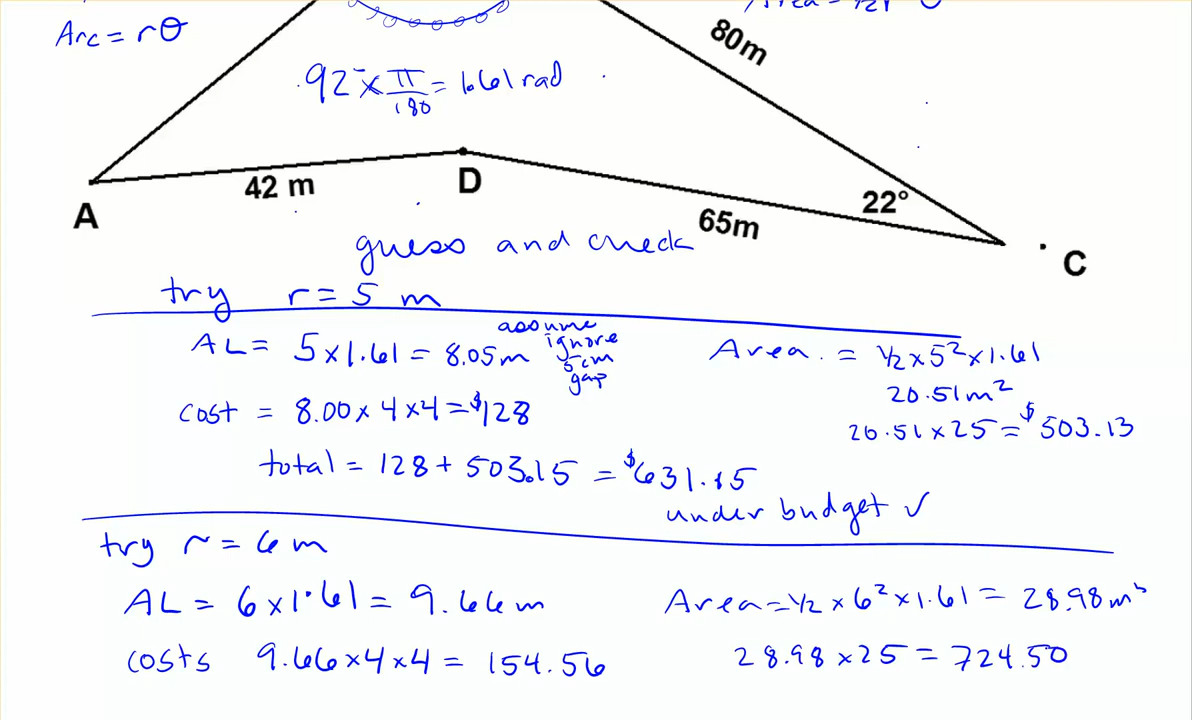 Arc = rθ
80m
92° × π/180 = 1.61 rad
42 m
D
A
22°
65m
C
guess and check
try r = 5 m
AL = 5 × 1.61 = 8.05m
assume
ignore
5cm
gap
Area = ½ × 5² × 1.61
20.51m²
cost = 8.00 × 4 × 4 = $128
20.51 × 25 = $503.13
total = 128 + 503.15 = $631.15
under budget ✓
try r = 6 m
AL = 6 × 1.61 = 9.66 m
Area = ½ × 6² × 1.61 = 28.98 m³
costs 9.66 × 4 × 4 = 154.56
28.98 × 25 = 724.50